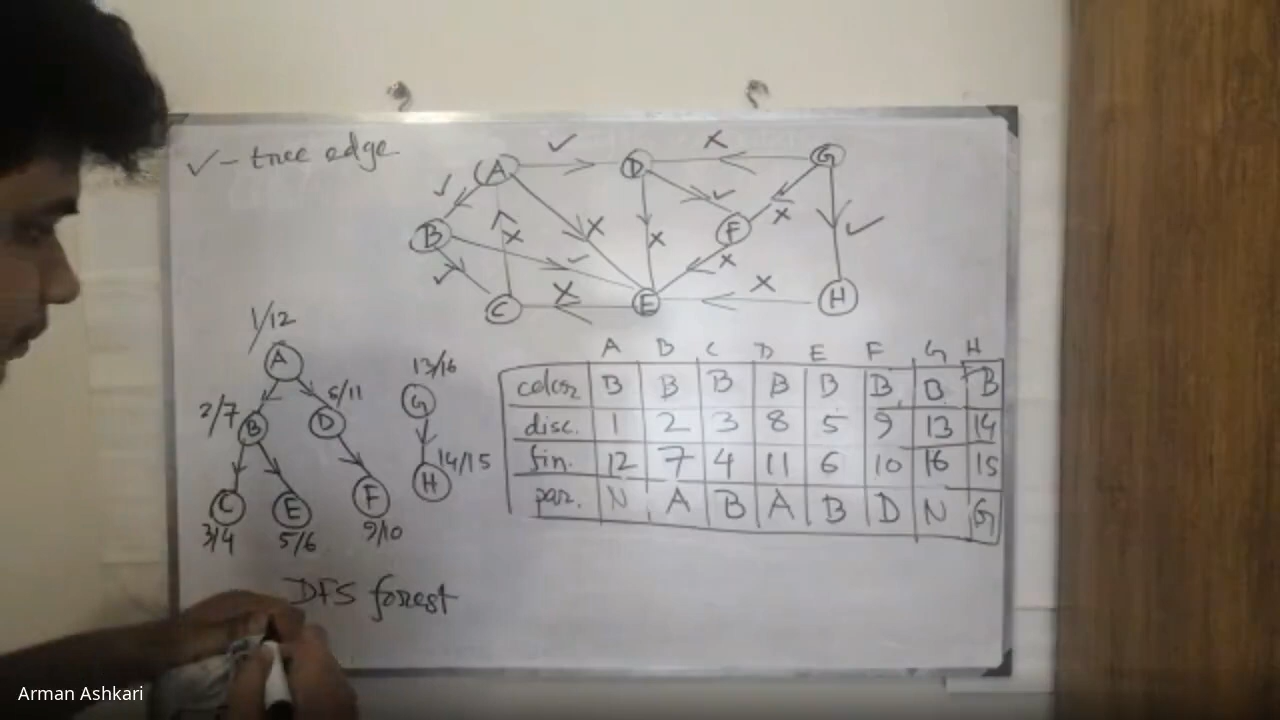 ✓ - tree edge
✓ X
A D G
✓ ✓ X
X X X ✓
B F
✓ ✓ X
X X
C E H
1/12
A
13/16
G
2/7 8/11
B D
14/15
H
C E F
3/4 5/6 9/10
DFS forest
A B C D E F G H
color B B B B B B B B
disc. 1 2 3 8 5 9 13 14
fin. 12 7 4 11 6 10 16 15
par. N A B A B D N G
Arman Ashkari